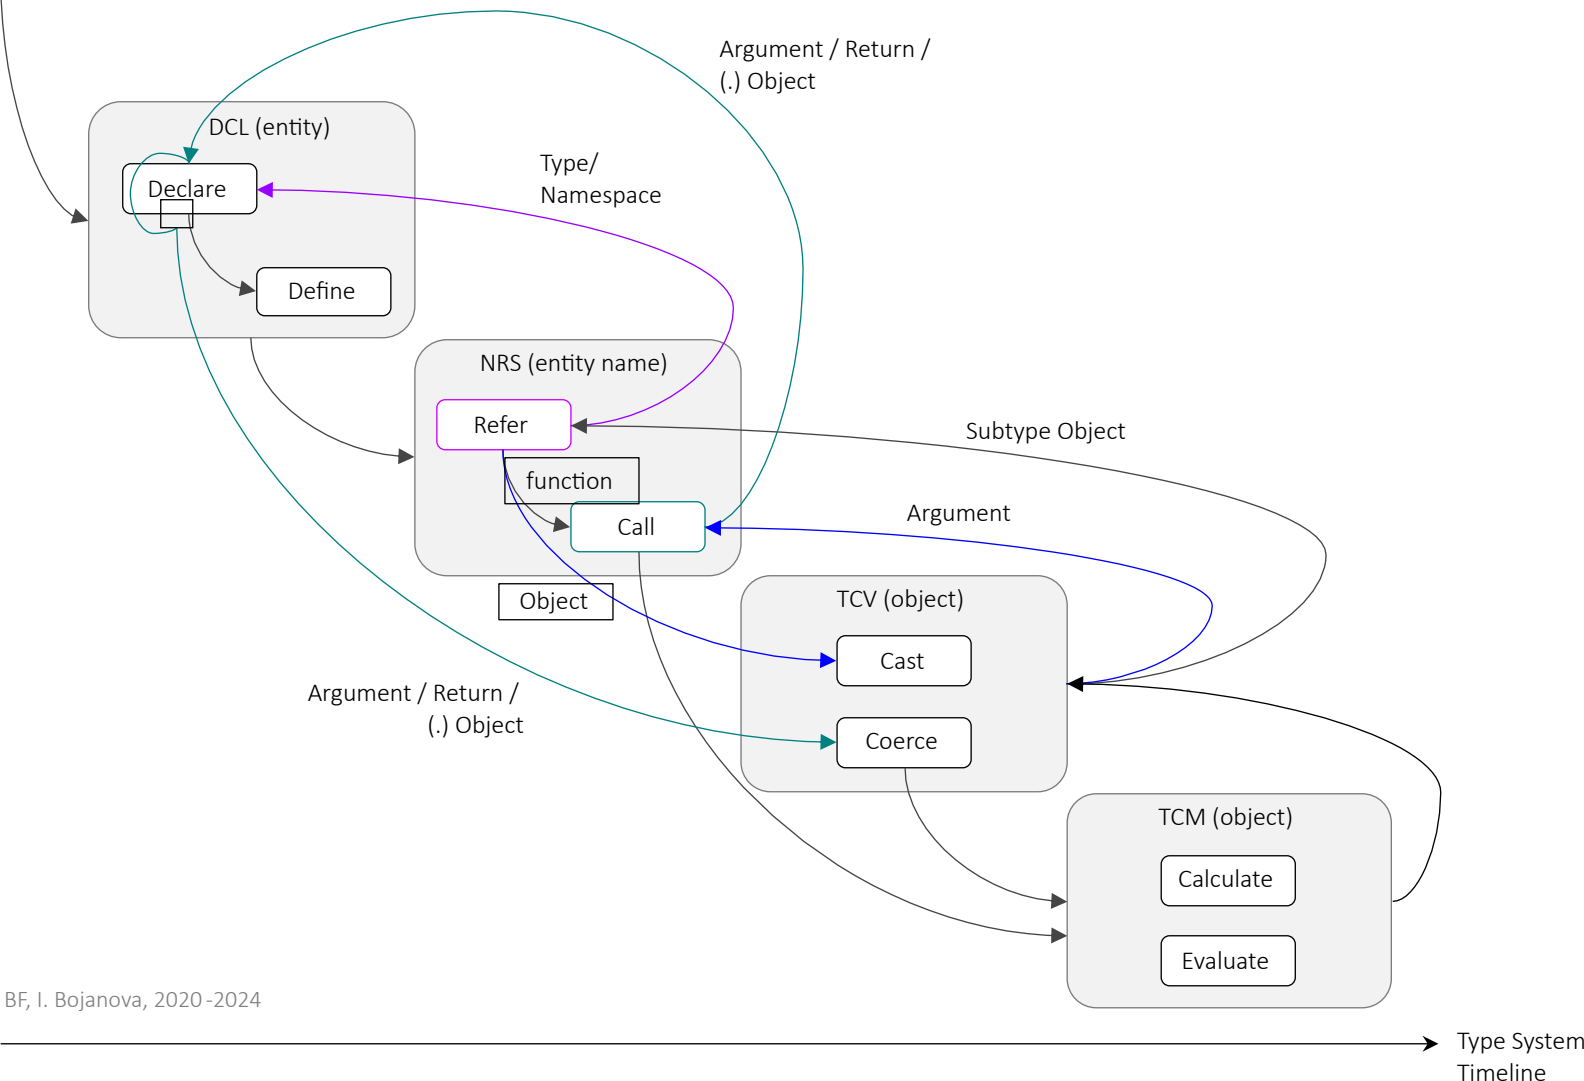 Argument / Return /
(.) Object
DCL (entity)
Type/
Namespace
Declare
Define
NRS (entity name)
Refer
Subtype Object
function
Argument
Call
TCV (object)
Object
Cast
Argument / Return /
(.) Object
Coerce
TCM (object)
Calculate
Evaluate
BF, I. Bojanova, 2020-2024
Type System
Timeline